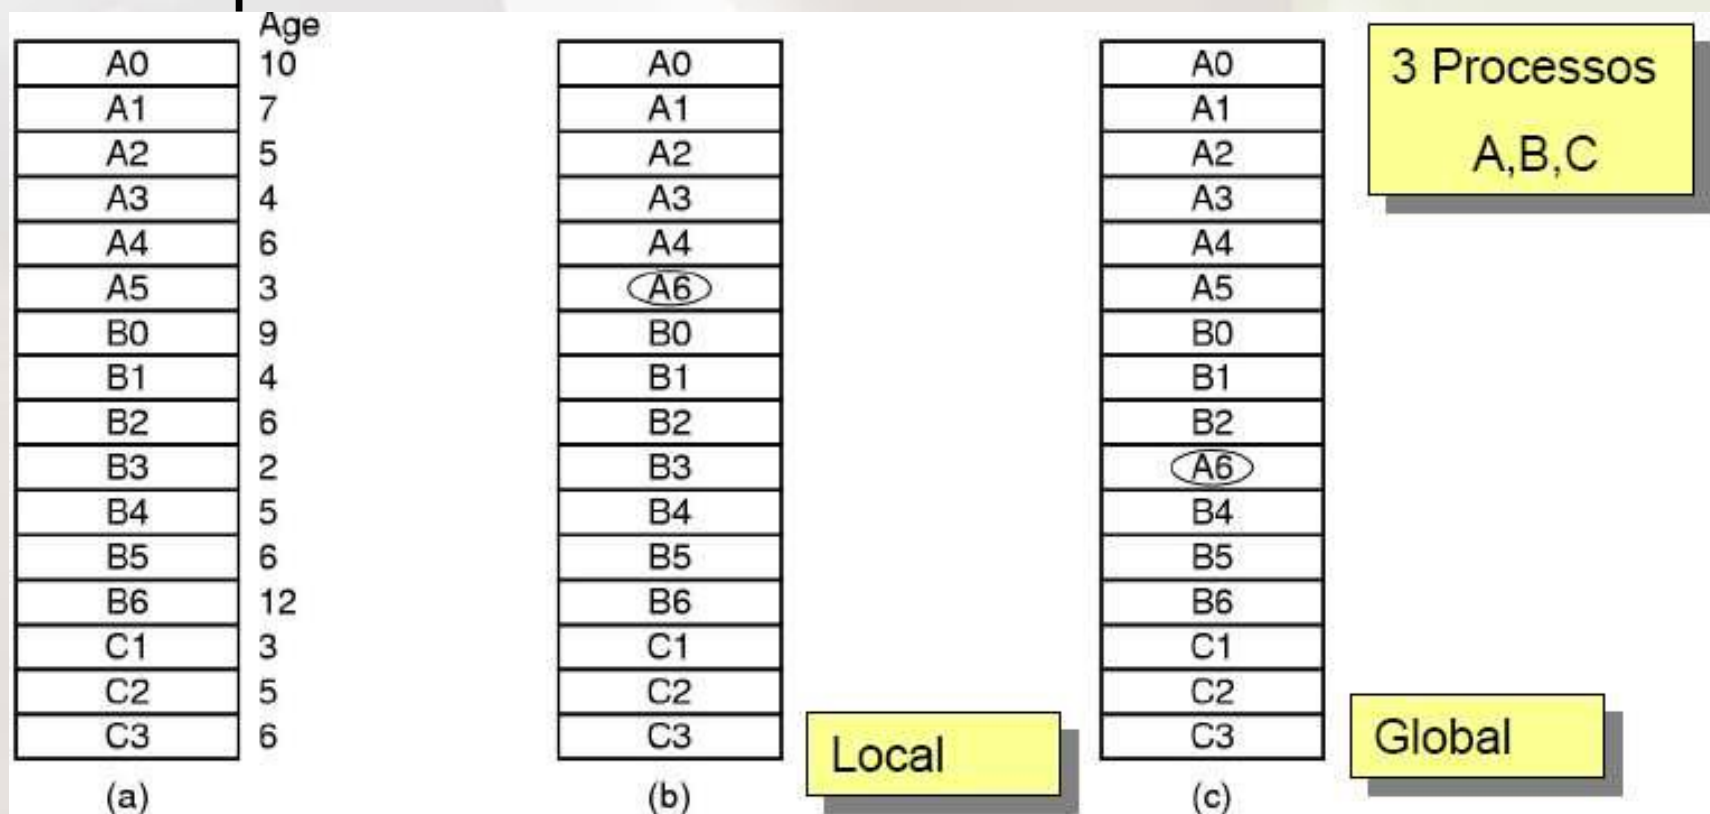 Age
A0 10
A1 7
A2 5
A3 4
A4 6
A5 3
B0 9
B1 4
B2 6
B3 2
B4 5
B5 6
B6 12
C1 3
C2 5
C3 6
(a)
A0
A1
A2
A3
A4
A6
B0
B1
B2
B3
B4
B5
B6
C1
C2
C3
(b)
Local
A0
A1
A2
A3
A4
A5
B0
B1
B2
A6
B4
B5
B6
C1
C2
C3
(c)
3 Processos
A,B,C
Global